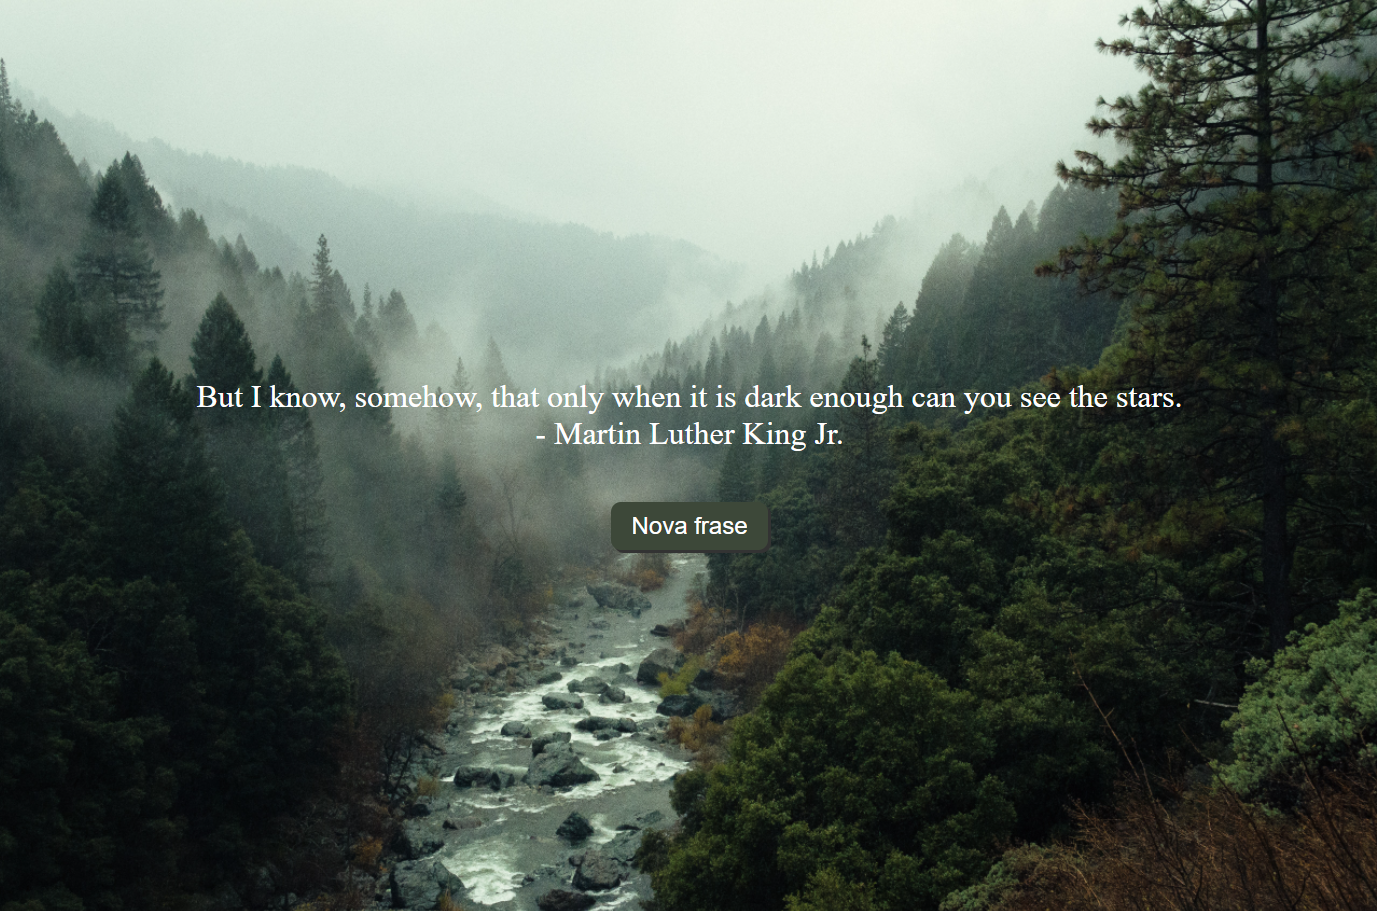 But I know, somehow, that only when it is dark enough can you see the stars.
- Martin Luther King Jr.
Nova frase